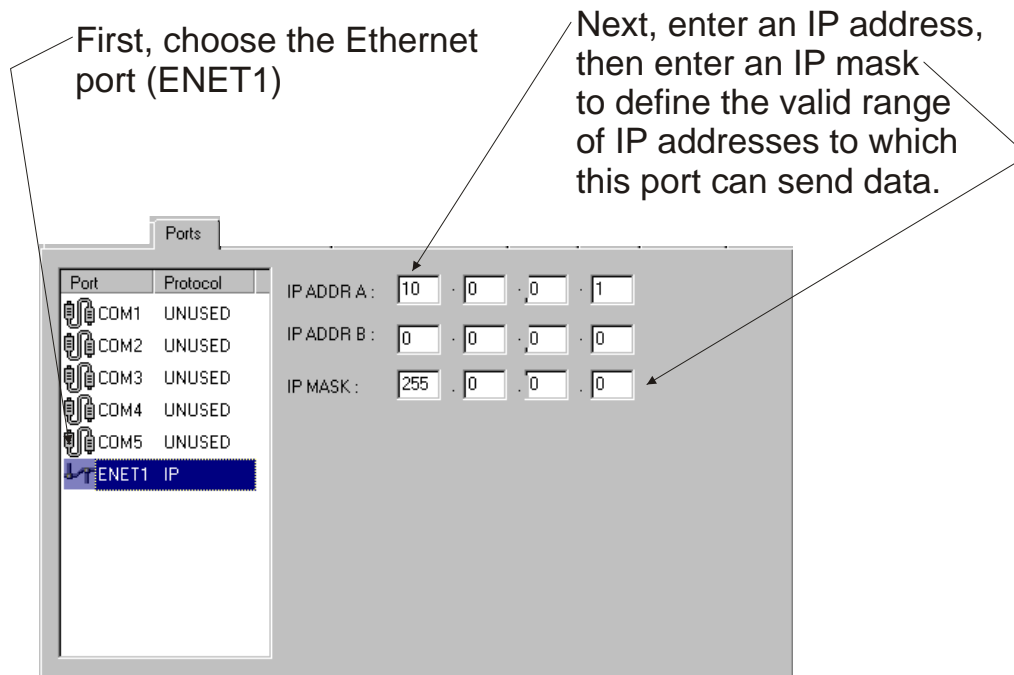 First, choose the Ethernet
port (ENET1)
Next, enter an IP address,
then enter an IP mask
to define the valid range
of IP addresses to which
this port can send data.
Ports
Port Protocol
COM1 UNUSED
COM2 UNUSED
COM3 UNUSED
COM4 UNUSED
COM5 UNUSED
ENET1 IP
IP ADDR A : 10 . 0 . 0 . 1
IP ADDR B : 0 . 0 . 0 . 0
IP MASK : 255 . 0 . 0 . 0